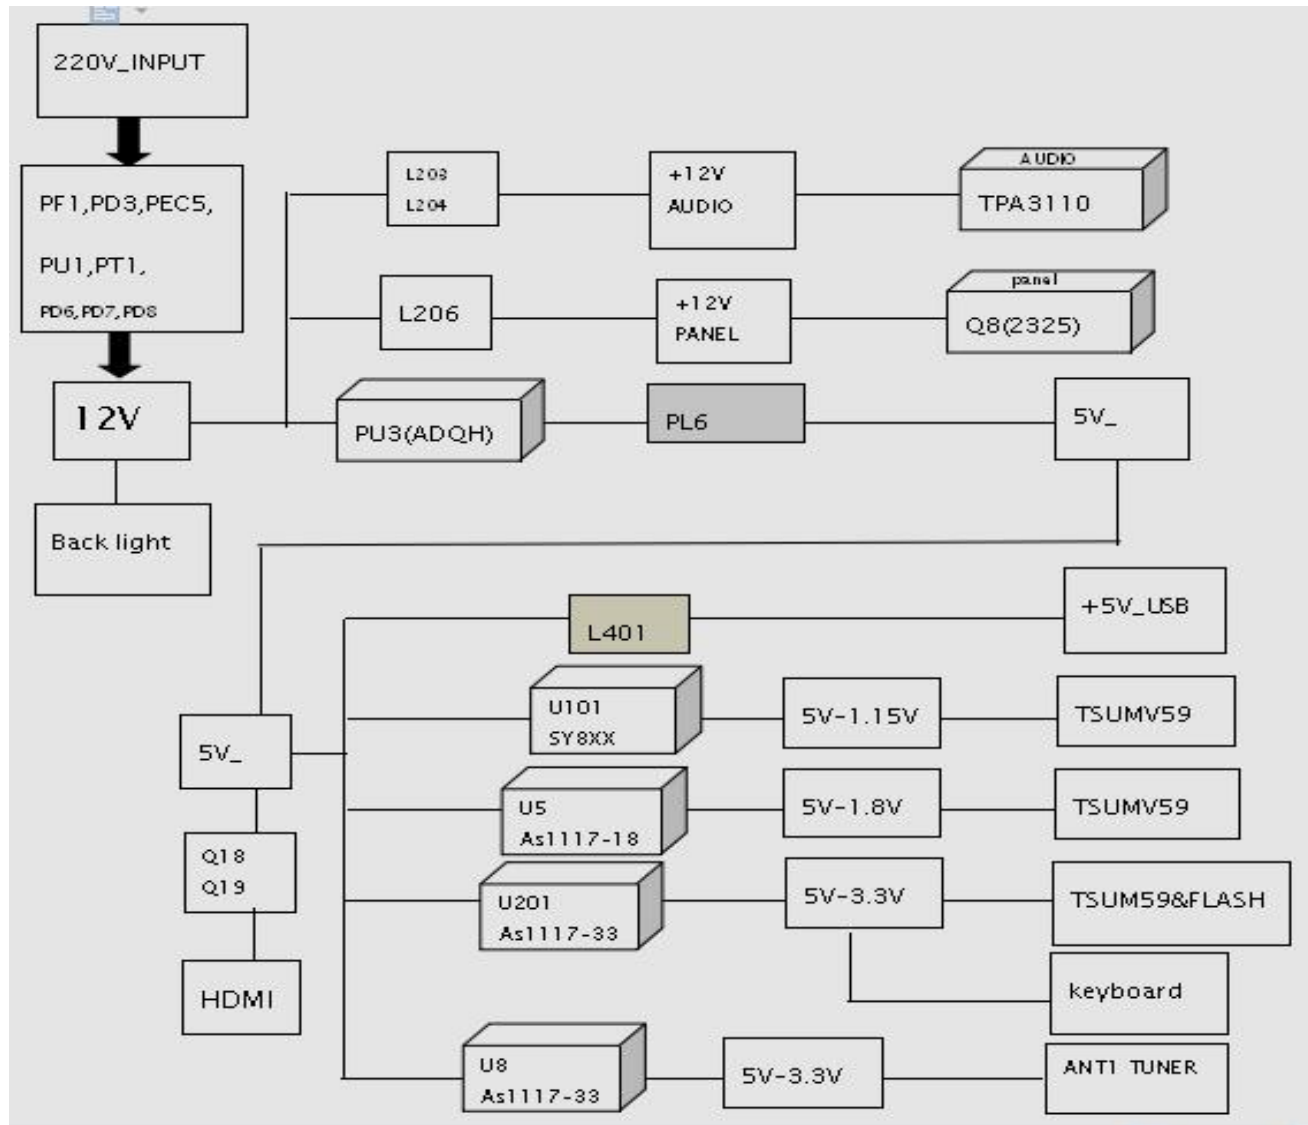 220V_INPUT
PF1,PD3,PEC5,
PU1,PT1,
PD6,PD7,PD8
12V
Back light
L203
L204
+12V
AUDIO
AUDIO
TPA3110
L206
+12V
PANEL
panel
Q8(2325)
PU3(ADQH)
PL6
5V_
L401
+5V_USB
U101
SY8XX
5V-1.15V
TSUMV59
5V_
U5
As1117-18
5V-1.8V
TSUMV59
Q18
Q19
U201
As1117-33
5V-3.3V
TSUM59&FLASH
HDMI
keyboard
U8
As1117-33
5V-3.3V
ANT1 TUNER